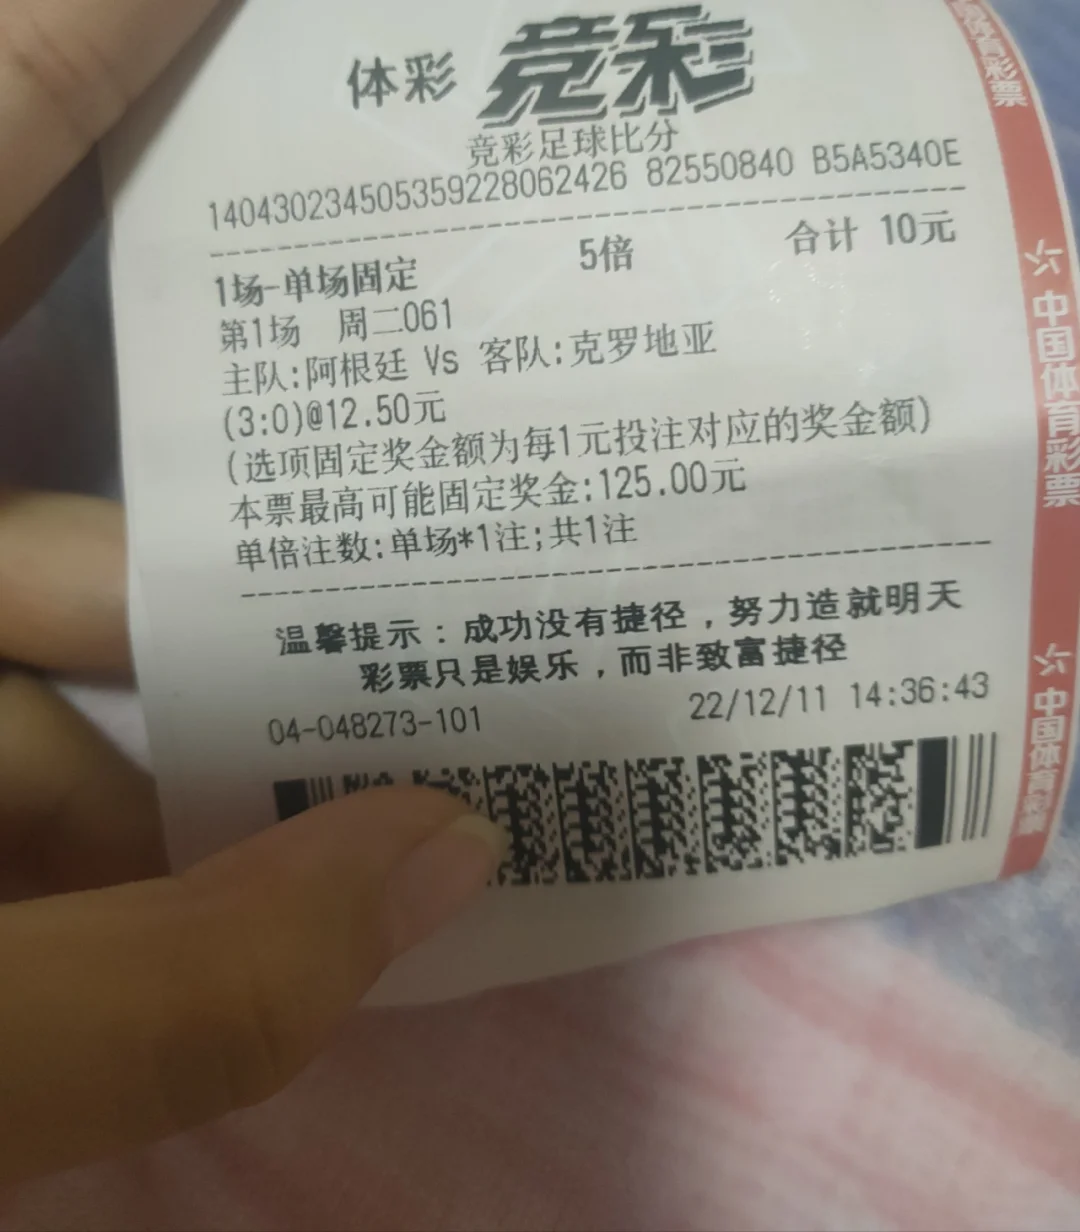 体彩 竞彩
竞彩足球比分
140430234505359228062426 82550840 B5A5340E
1场-单场固定 5倍 合计 10元
第1场 周二061
主队:阿根廷 Vs 客队:克罗地亚
(3:0)@12.50元
(选项固定奖金额为每1元投注对应的奖金额)
本票最高可能固定奖金:125.00元
单倍注数:单场*1注;共1注
温馨提示：成功没有捷径，努力造就明天
彩票只是娱乐，而非致富捷径
04-048273-101 22/12/11 14:36:43
体育彩票
中国体育彩票
中国体育彩票